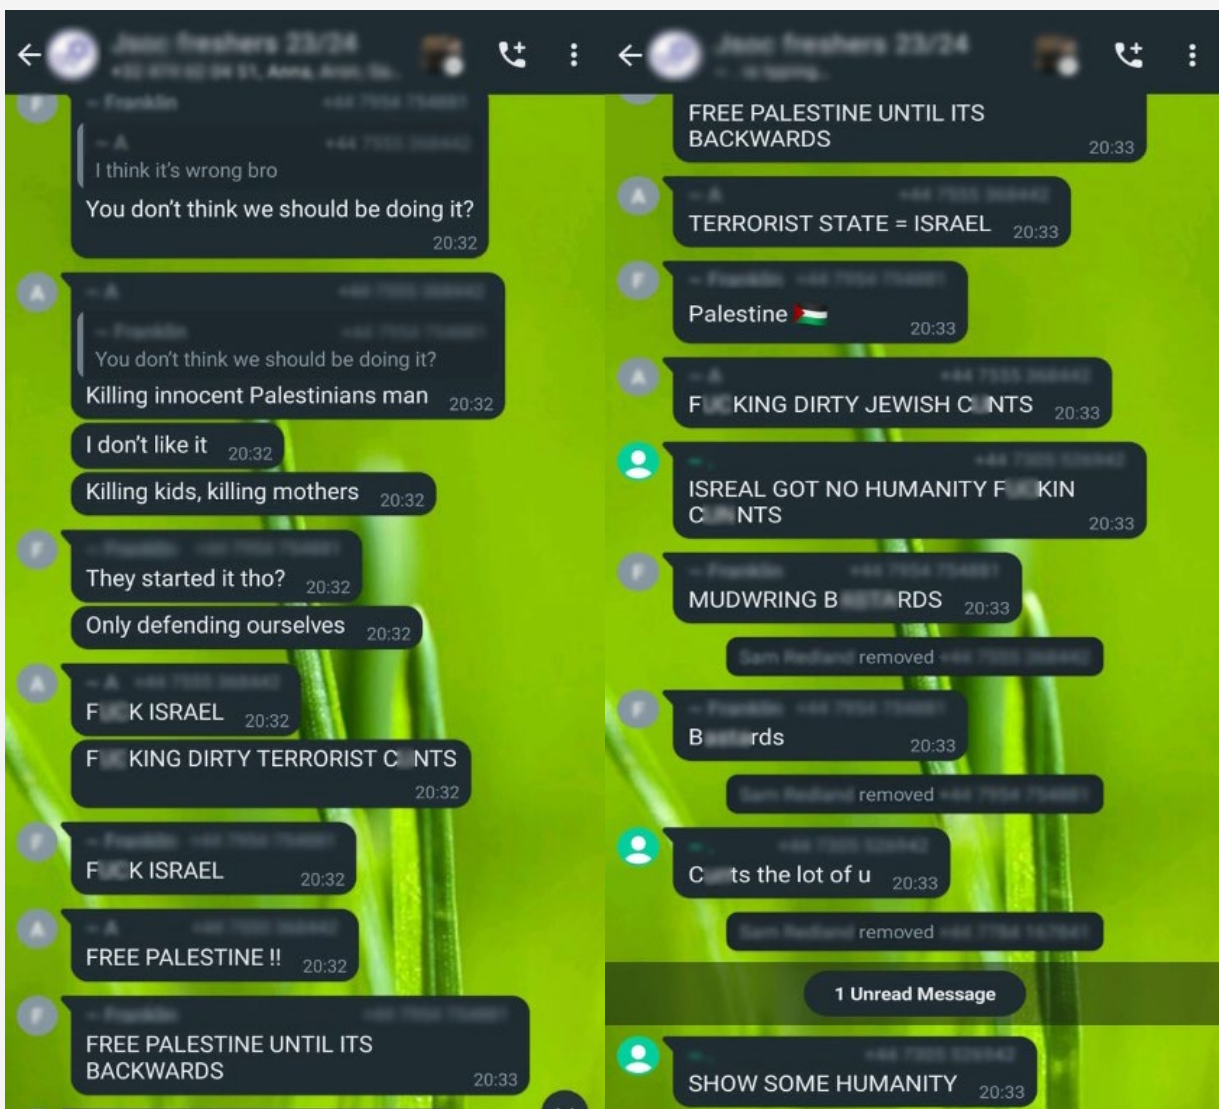 I think it's wrong bro
You don't think we should be doing it?
20:32
You don't think we should be doing it?
Killing innocent Palestinians man 20:32
I don't like it 20:32
Killing kids, killing mothers 20:32
They started it tho? 20:32
Only defending ourselves 20:32
F K ISRAEL 20:32
F KING DIRTY TERRORIST C NTS
20:32
F K ISRAEL 20:32
FREE PALESTINE !! 20:32
FREE PALESTINE UNTIL ITS
BACKWARDS 20:33
FREE PALESTINE UNTIL ITS
BACKWARDS 20:33
A
TERRORIST STATE = ISRAEL 20:33
F
Palestine 🇵🇸 20:33
A
F KING DIRTY JEWISH C NTS 20:33
ISREAL GOT NO HUMANITY F KIN
C NTS 20:33
F
MUDWRING B RDS 20:33
removed
F
B rds 20:33
removed
C ts the lot of u 20:33
removed
1 Unread Message
SHOW SOME HUMANITY 20:33